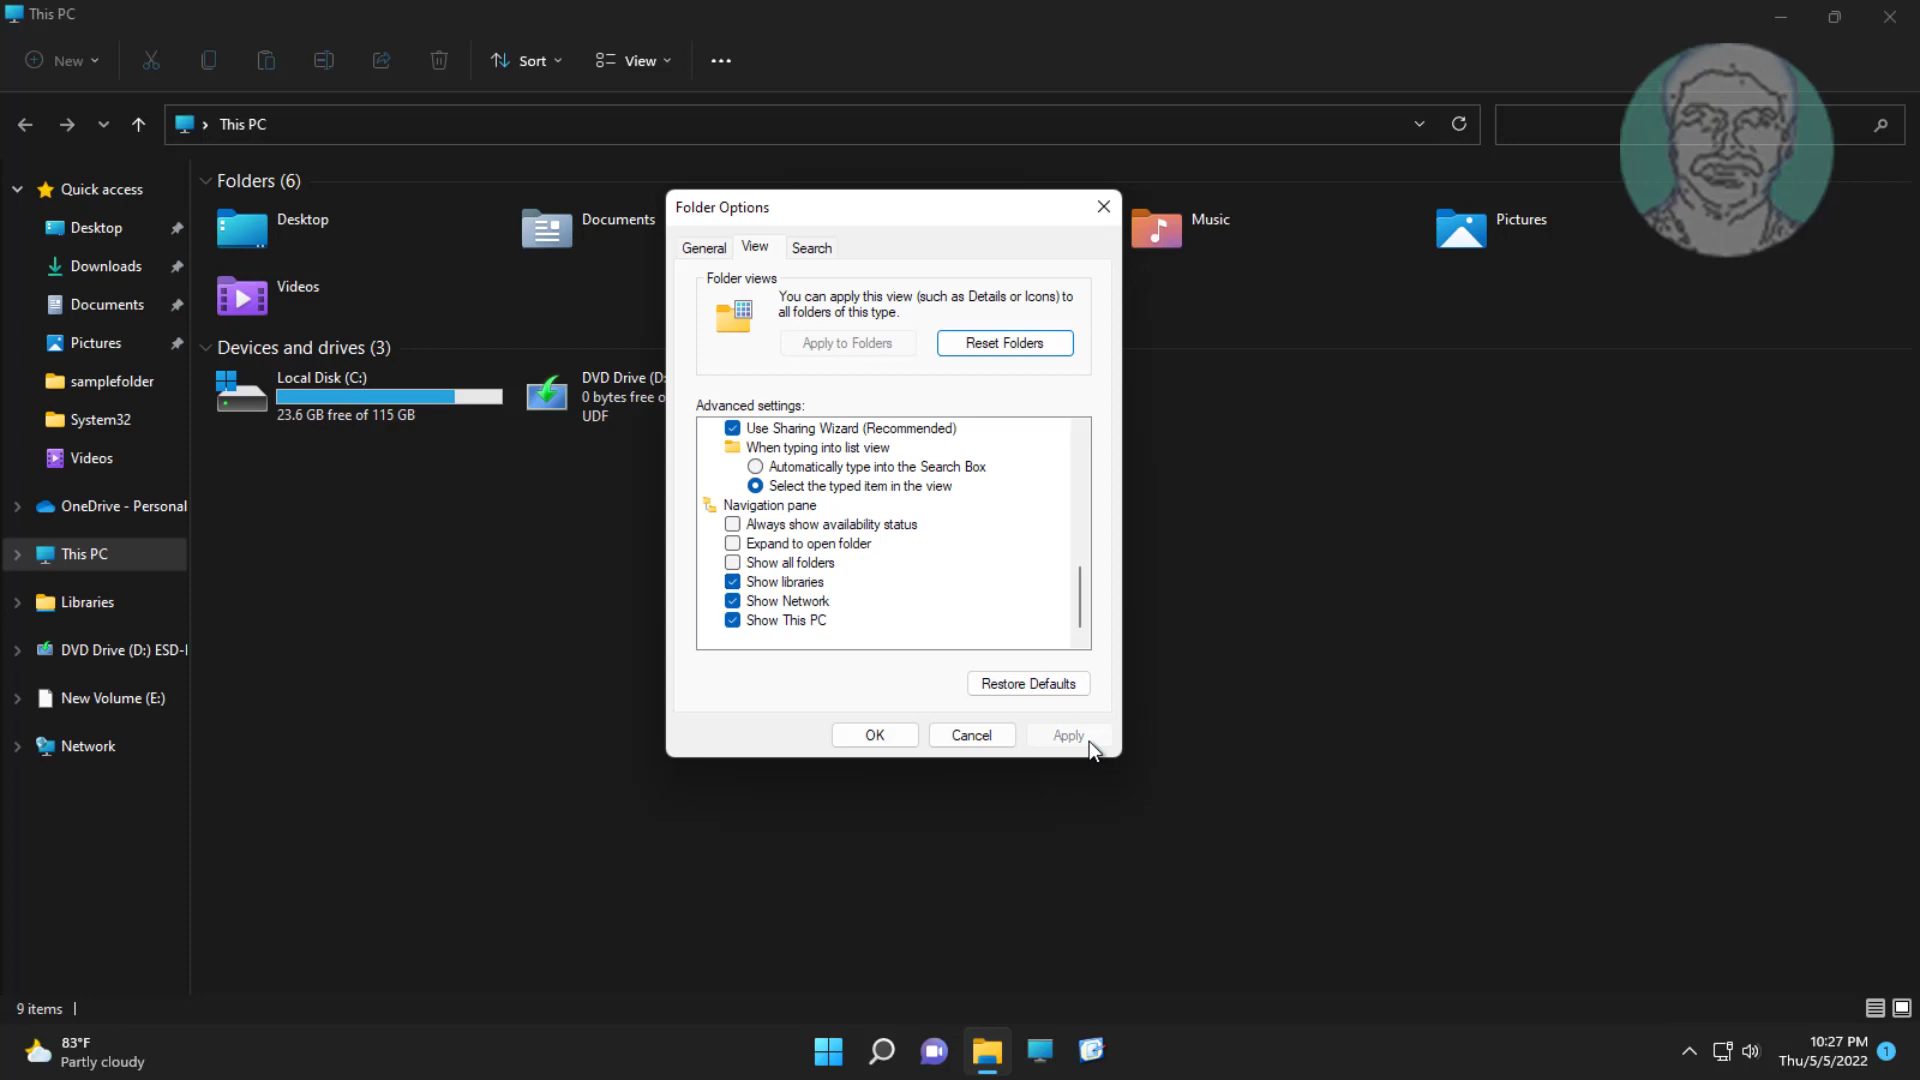 This PC
New
Sort
View
This PC
Quick access
Desktop
Downloads
Documents
Pictures
samplefolder
System32
Videos
OneDrive - Personal
This PC
Libraries
DVD Drive (D:) ESD-I
New Volume (E:)
Network
Folders (6)
Desktop
Documents
Music
Pictures
Videos
Devices and drives (3)
Local Disk (C:)
23.6 GB free of 115 GB
DVD Drive (D:
0 bytes free o
UDF
Folder Options
General
View
Search
Folder views
You can apply this view (such as Details or Icons) to
all folders of this type.
Apply to Folders
Reset Folders
Advanced settings:
Use Sharing Wizard (Recommended)
When typing into list view
Automatically type into the Search Box
Select the typed item in the view
Navigation pane
Always show availability status
Expand to open folder
Show all folders
Show libraries
Show Network
Show This PC
Restore Defaults
OK
Cancel
Apply
9 items
83°F
Partly cloudy
10:27 PM
Thu/5/5/2022
1